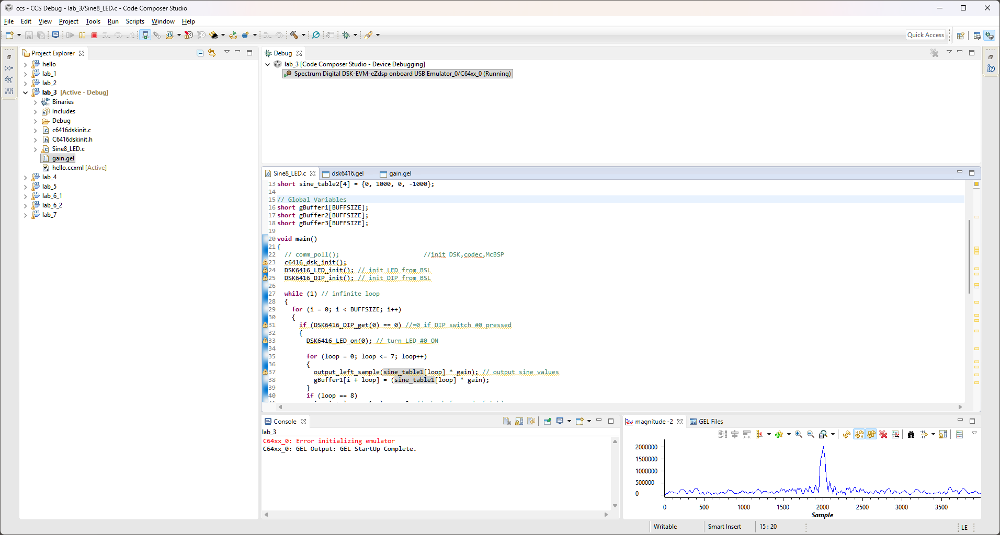 ccs - CCS Debug - lab_3/Sine8_LED.c - Code Composer Studio
File Edit View Project Tools Run Scripts Window Help
Quick Access
Project Explorer
hello
lab_1
lab_2
lab_3 [Active - Debug]
Binaries
Includes
Debug
c6416dskinit.c
C6416dskinit.h
Sine8_LED.c
gain.gel
hello.ccxml [Active]
lab_4
lab_5
lab_6_1
lab_6_2
lab_7
Debug
lab_3 [Code Composer Studio - Device Debugging]
Spectrum Digital DSK-EVM-eZdsp onboard USB Emulator_0/C64xx_0 (Running)
Sine8_LED.c dsk6416.gel gain.gel
13 short sine_table2[4] = {0, 1000, 0, -1000};
14
15 // Global Variables
16 short gBuffer1[BUFFSIZE];
17 short gBuffer2[BUFFSIZE];
18 short gBuffer3[BUFFSIZE];
19
20 void main()
21 {
22 // comm_poll(); //init DSK,codec,McBSP
23 c6416_dsk_init();
24 DSK6416_LED_init(); // init LED from BSL
25 DSK6416_DIP_init(); // init DIP from BSL
26
27 while (1) // infinite loop
28 {
29 for (i = 0; i < BUFFSIZE; i++)
30 {
31 if (DSK6416_DIP_get(0) == 0) //=0 if DIP switch #0 pressed
32 {
33 DSK6416_LED_on(0); // turn LED #0 ON
34
35 for (loop = 0; loop <= 7; loop++)
36 {
37 output_left_sample(sine_table1[loop] * gain); // output sine values
38 gBuffer1[i + loop] = (sine_table1[loop] * gain);
39 }
40 if (loop == 8)
Console
lab_3
C64xx_0: Error initializing emulator
C64xx_0: GEL Output: GEL StartUp Complete.
magnitude -2 GEL Files
2000000
1500000
1000000
500000
0
0 500 1000 1500 2000 2500 3000 3500
Sample
Writable Smart Insert 15 : 20 LE